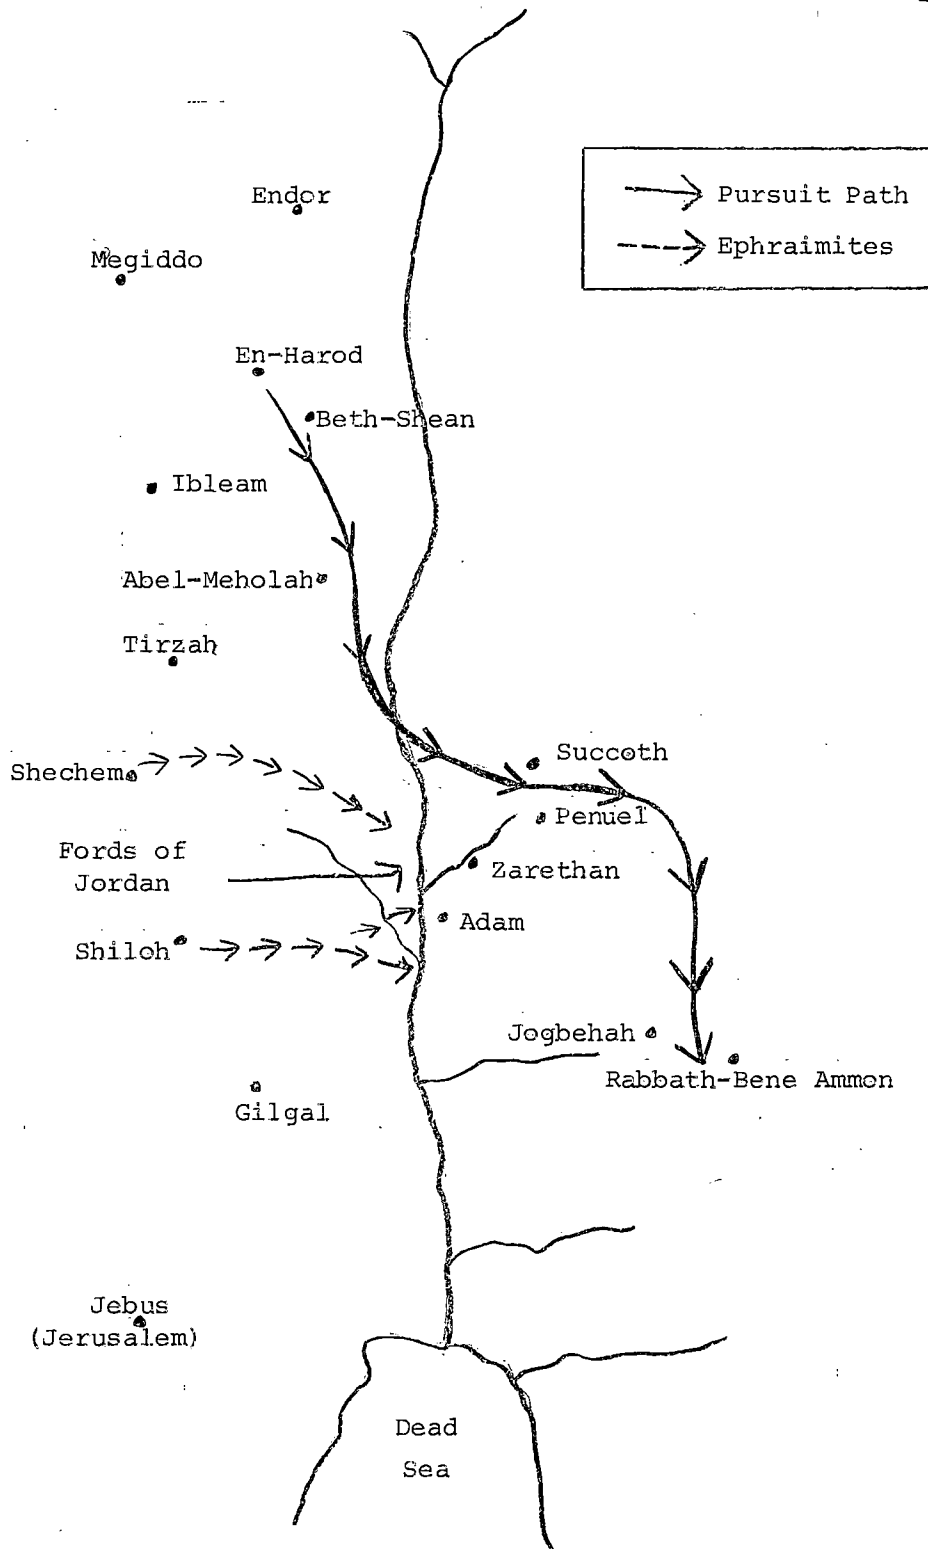 Pursuit Path
Ephraimites
Endor
Megiddo
En-Harod
Beth-Shean
Ibleam
Abel-Meholah
Tirzah
Succoth
Shechem
Penuel
Fords of
Jordan
Zarethan
Adam
Shiloh
Jogbehah
Rabbath-Bene Ammon
Gilgal
Jebus
(Jerusalem)
Dead
Sea